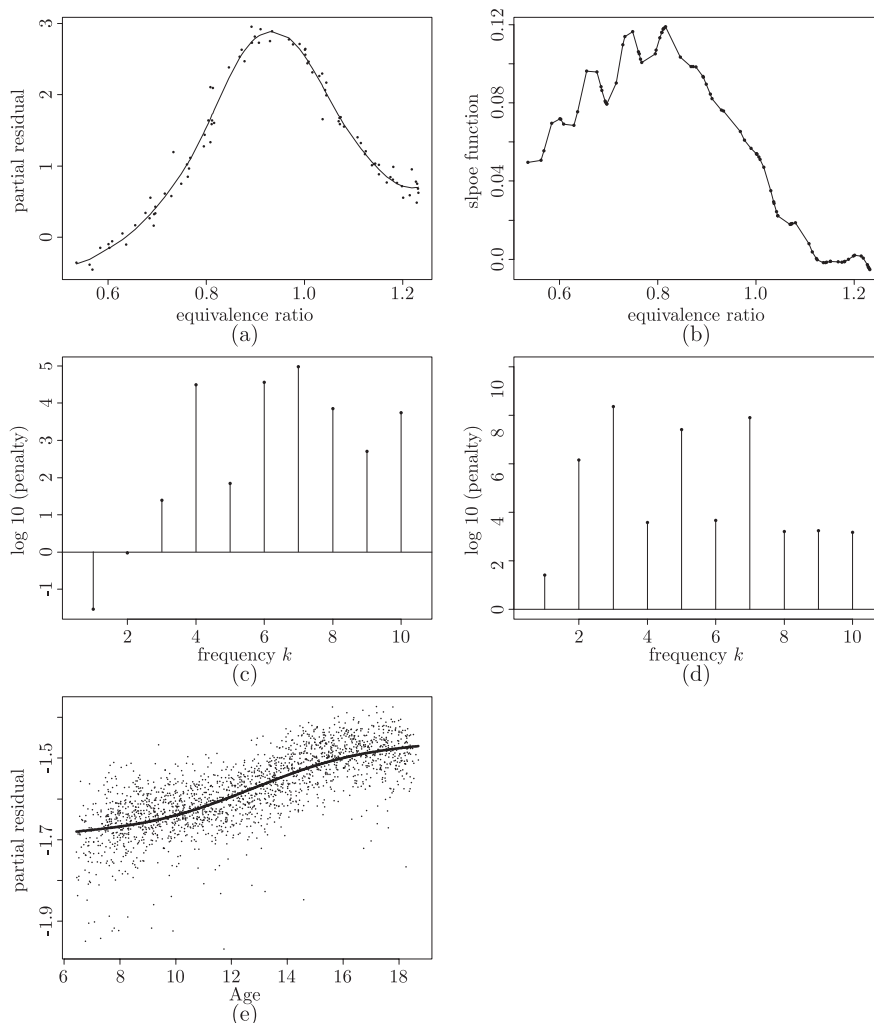 partial residual
3
2
1
0
0.6 0.8 1.0 1.2
equivalence ratio
(a)
slpoe function
0.12
0.08
0.04
0.0
0.6 0.8 1.0 1.2
equivalence ratio
(b)
log 10 (penalty)
5
4
3
2
1
0
-1
2 4 6 8 10
frequency k
(c)
log 10 (penalty)
10
8
6
4
2
0
2 4 6 8 10
frequency k
(d)
partial residual
-1.5
-1.7
-1.9
6 8 10 12 14 16 18
Age
(e)